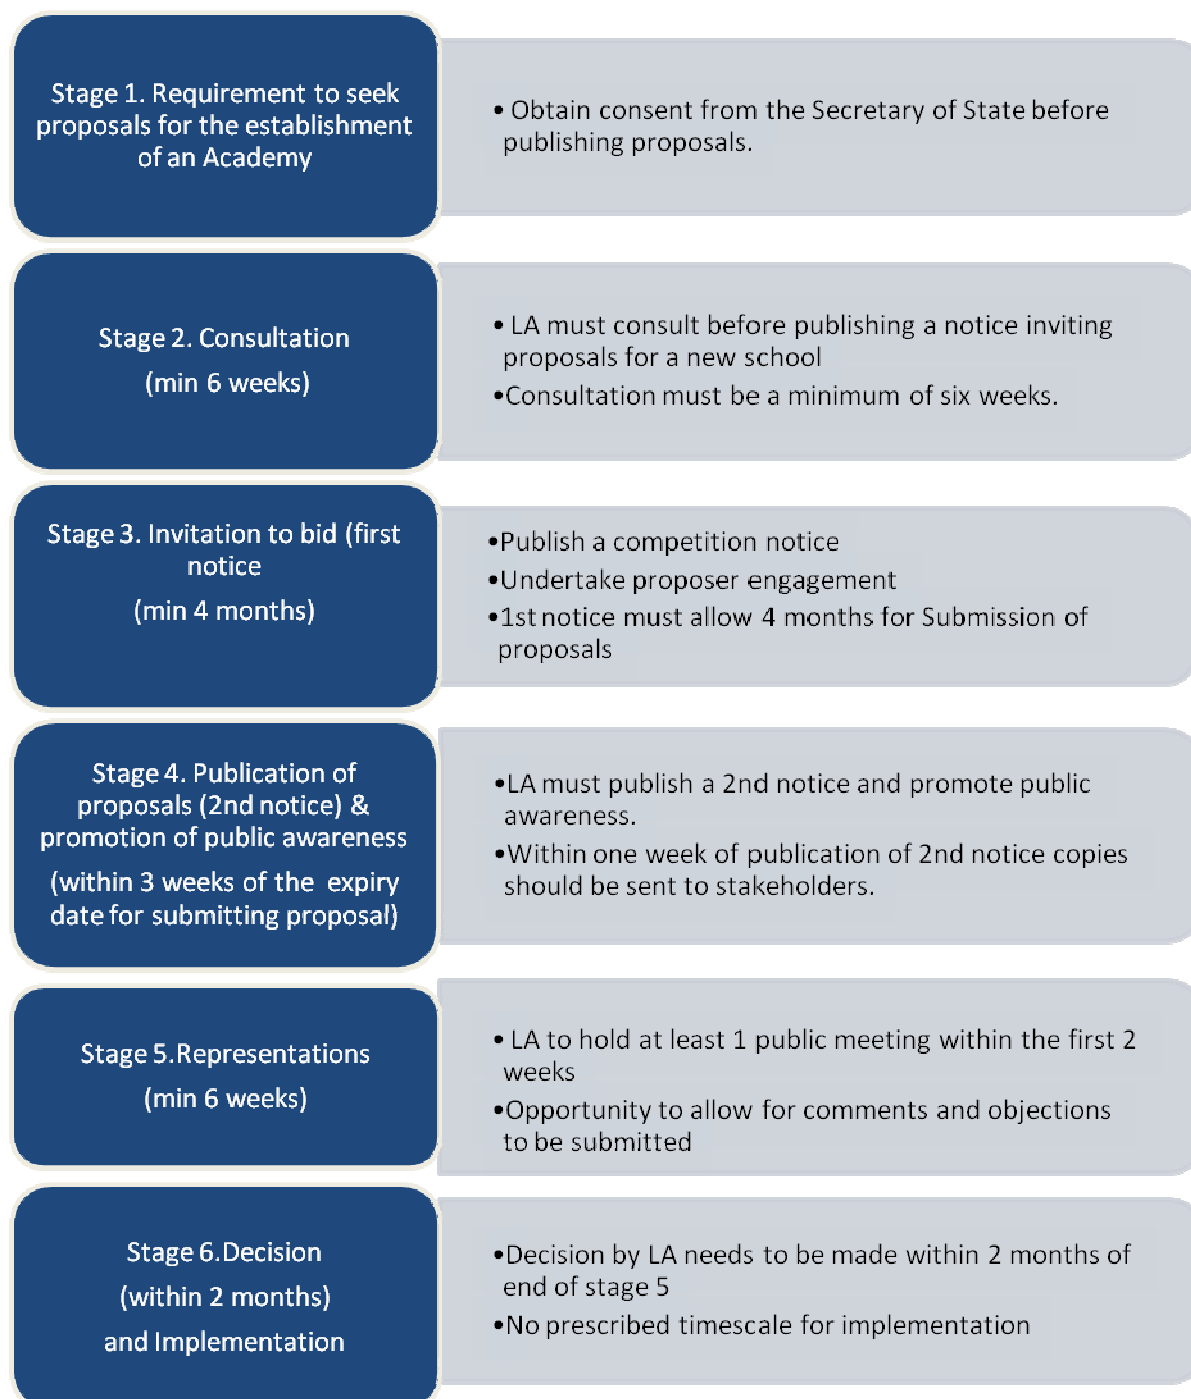 Stage 1. Requirement to seek
proposals for the establishment
of an Academy
• Obtain consent from the Secretary of State before
publishing proposals.
Stage 2. Consultation
(min 6 weeks)
• LA must consult before publishing a notice inviting
proposals for a new school
•Consultation must be a minimum of six weeks.
Stage 3. Invitation to bid (first
notice
(min 4 months)
•Publish a competition notice
•Undertake proposer engagement
•1st notice must allow 4 months for Submission of
proposals
Stage 4. Publication of
proposals (2nd notice) &
promotion of public awareness
(within 3 weeks of the expiry
date for submitting proposal)
•LA must publish a 2nd notice and promote public
awareness.
•Within one week of publication of 2nd notice copies
should be sent to stakeholders.
Stage 5.Representations
(min 6 weeks)
• LA to hold at least 1 public meeting within the first 2
weeks
•Opportunity to allow for comments and objections
to be submitted
Stage 6.Decision
(within 2 months)
and Implementation
•Decision by LA needs to be made within 2 months of
end of stage 5
•No prescribed timescale for implementation